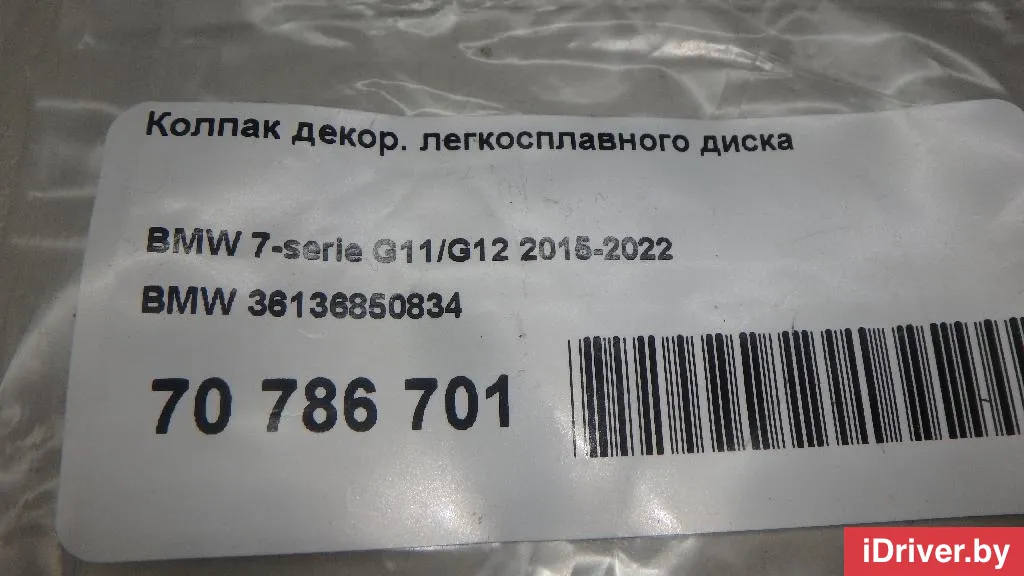 Колпак декор. легкосплавного диска
BMW 7-serie G11/G12 2015-2022
BMW 36136850834
70 786 701
iDriver.by